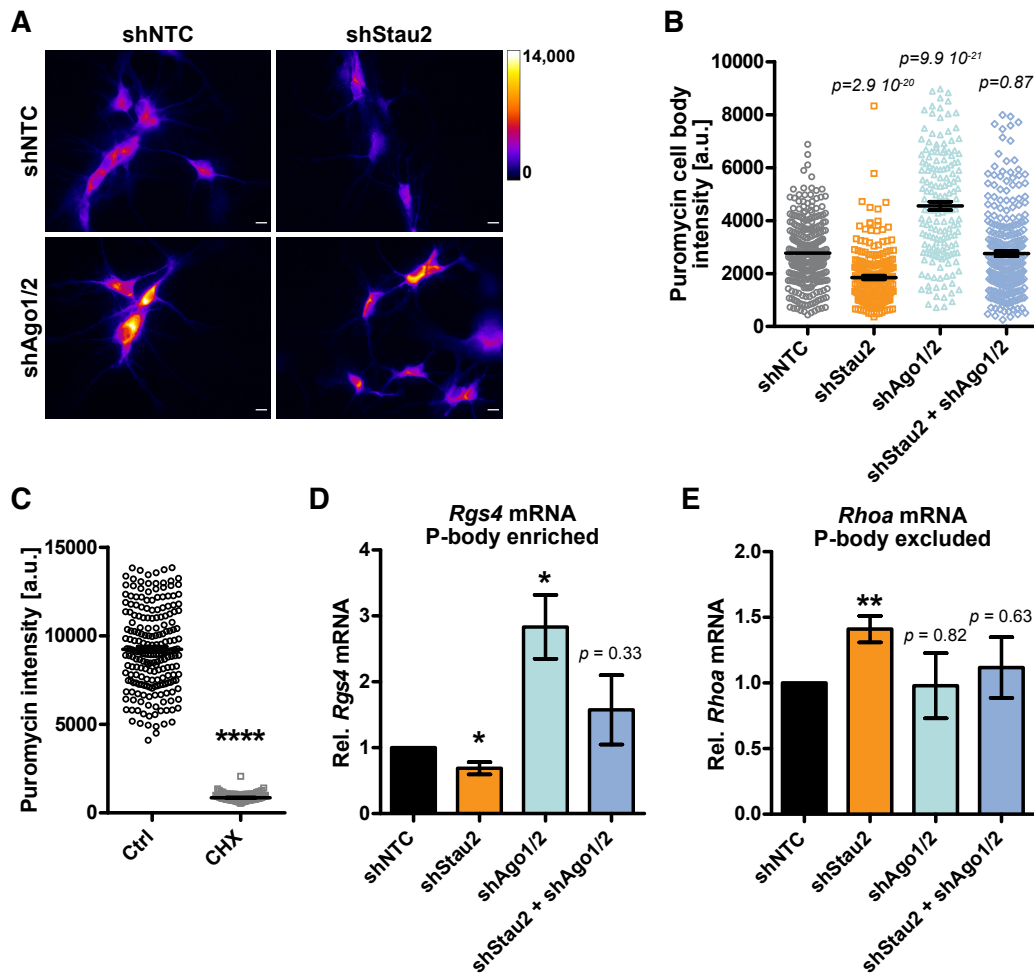 A
shNTC
shStau2
shNTC
shAgo1/2
14,000
0
B
Puromycin cell body
intensity [a.u.]
10000
8000
6000
4000
2000
0
p=2.9 10-20
p=9.9 10-21
p=0.87
shNTC
shStau2
shAgo1/2
shStau2 + shAgo1/2
C
Puromycin intensity [a.u.]
15000
10000
5000
0
****
Ctrl
CHX
D
Rgs4 mRNA
P-body enriched
Rel. Rgs4 mRNA
4
3
2
1
0
*
*
p = 0.33
shNTC
shStau2
shAgo1/2
shStau2 + shAgo1/2
E
Rhoa mRNA
P-body excluded
Rel. Rhoa mRNA
2.0
1.5
1.0
0.5
0.0
**
p = 0.82
p = 0.63
shNTC
shStau2
shAgo1/2
shStau2 + shAgo1/2